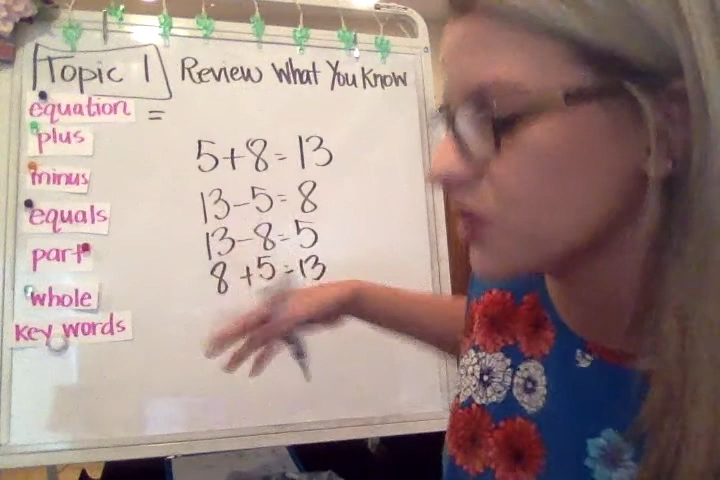 Topic 1 Review What You Know
equation =
plus
minus
equals
part
whole
key words
5+8=13
13-5=8
13-8=5
8+5=13